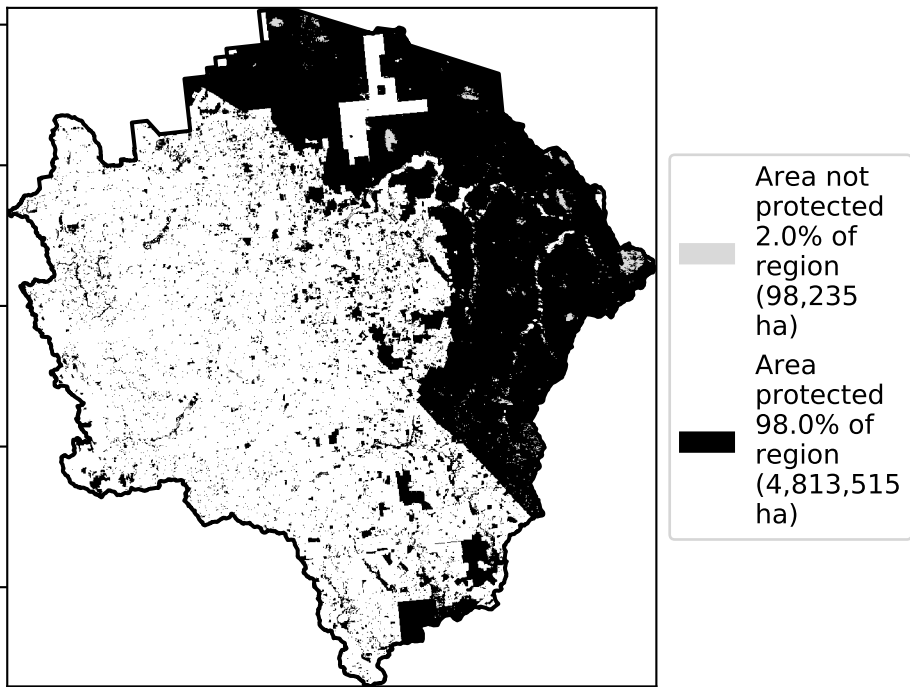 Area not
protected
2.0% of
region
(98,235
ha)
Area
protected
98.0% of
region
(4,813,515
ha)